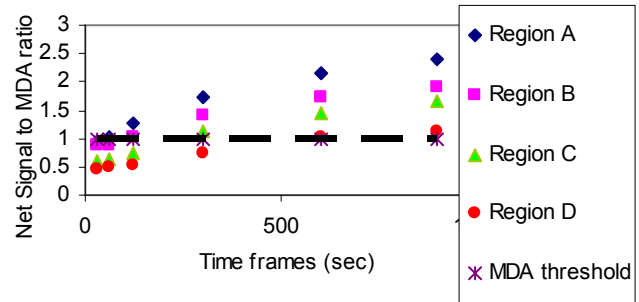 Net Signal to MDA ratio
3
2.5
2
1.5
1
0.5
0
0
500
Time frames (sec)
Region A
Region B
Region C
Region D
MDA threshold